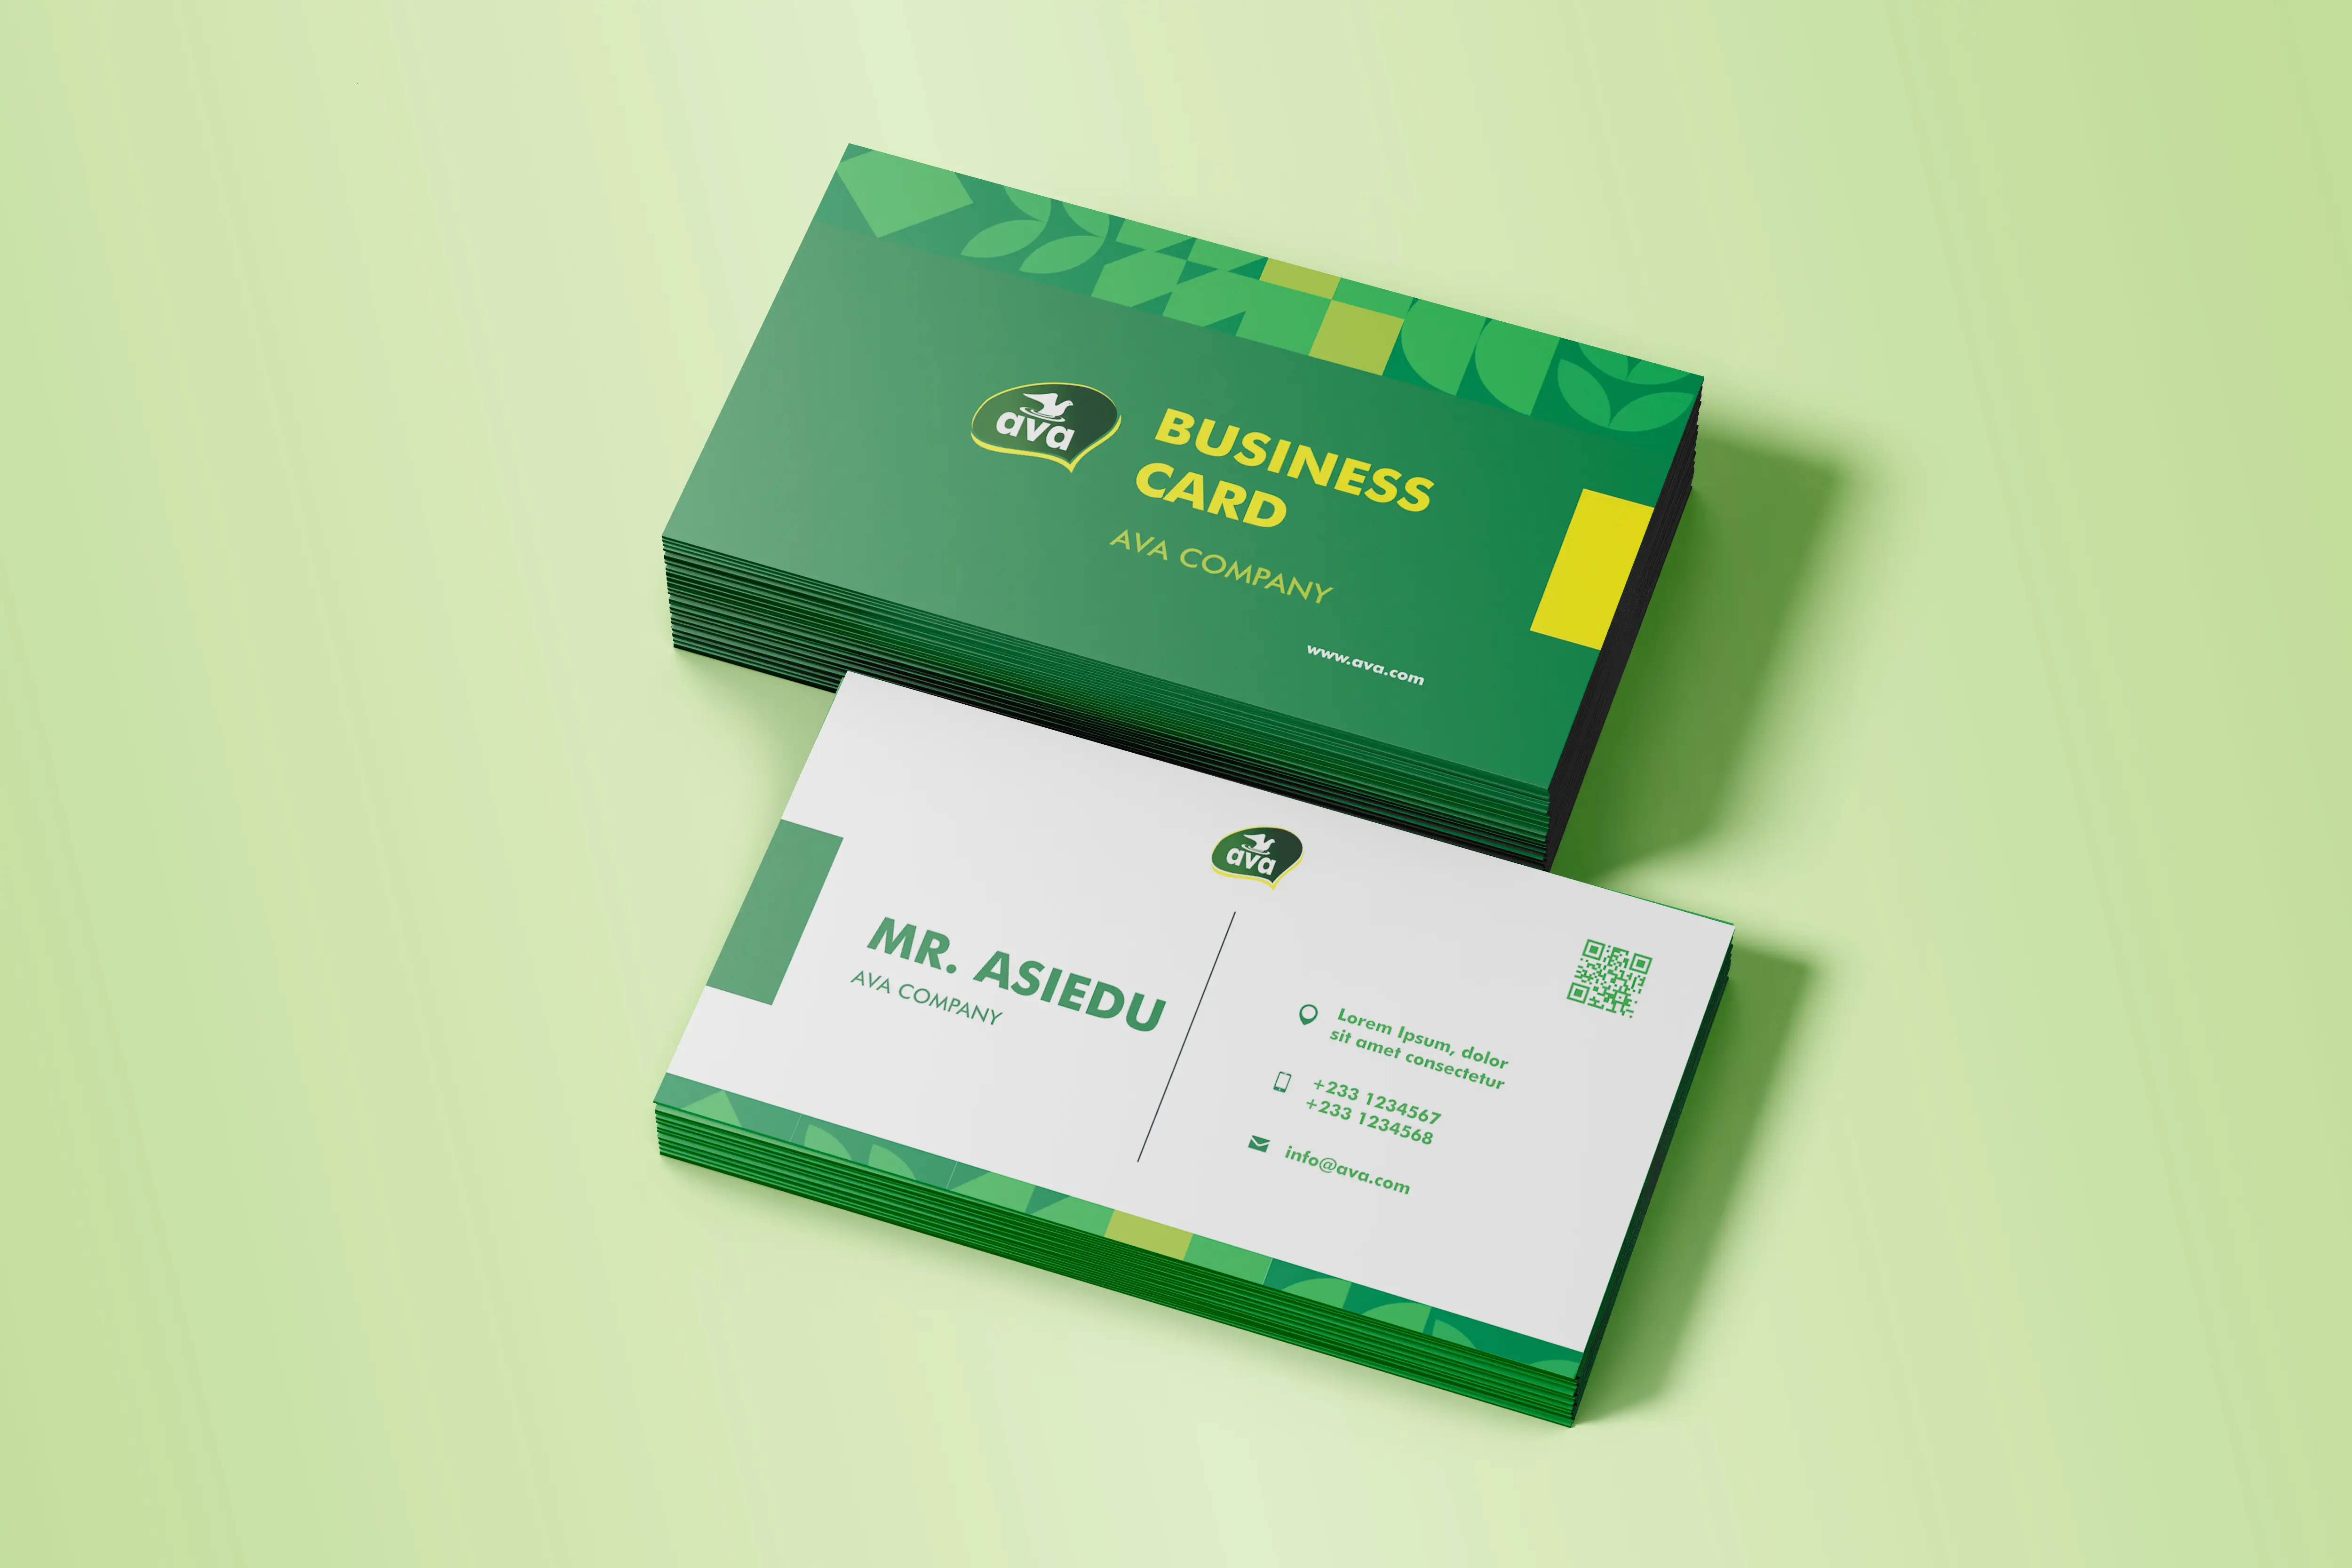 ava
BUSINESS
CARD
AVA COMPANY
www.ava.com
ava
MR. ASIEDU
AVA COMPANY
Lorem Ipsum, dolor
sit amet consectetur
+233 1234567
+233 1234568
info@ava.com